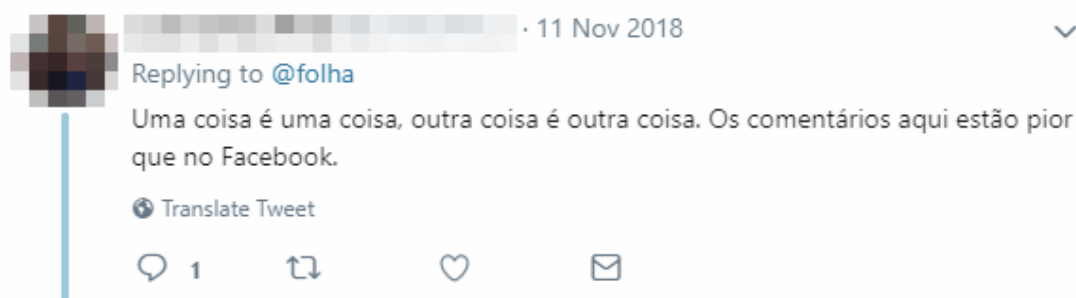 · 11 Nov 2018
Replying to @folha
Uma coisa é uma coisa, outra coisa é outra coisa. Os comentários aqui estão pior
que no Facebook.
Translate Tweet
1